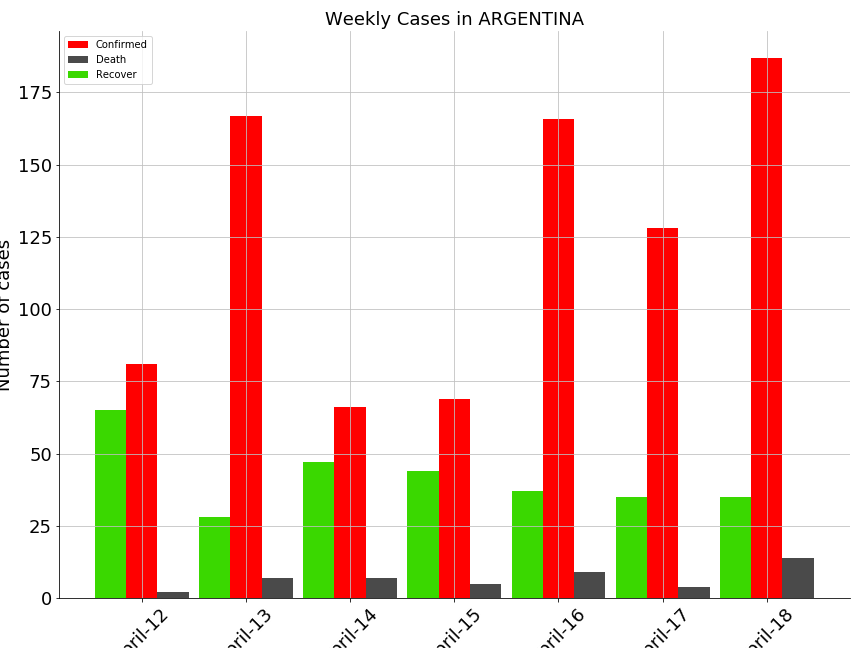 Weekly Cases in ARGENTINA
Confirmed
Death
Recover
175
150
125
100
75
50
25
0
Number of cases
pril-12
pril-13
pril-14
pril-15
pril-16
pril-17
pril-18